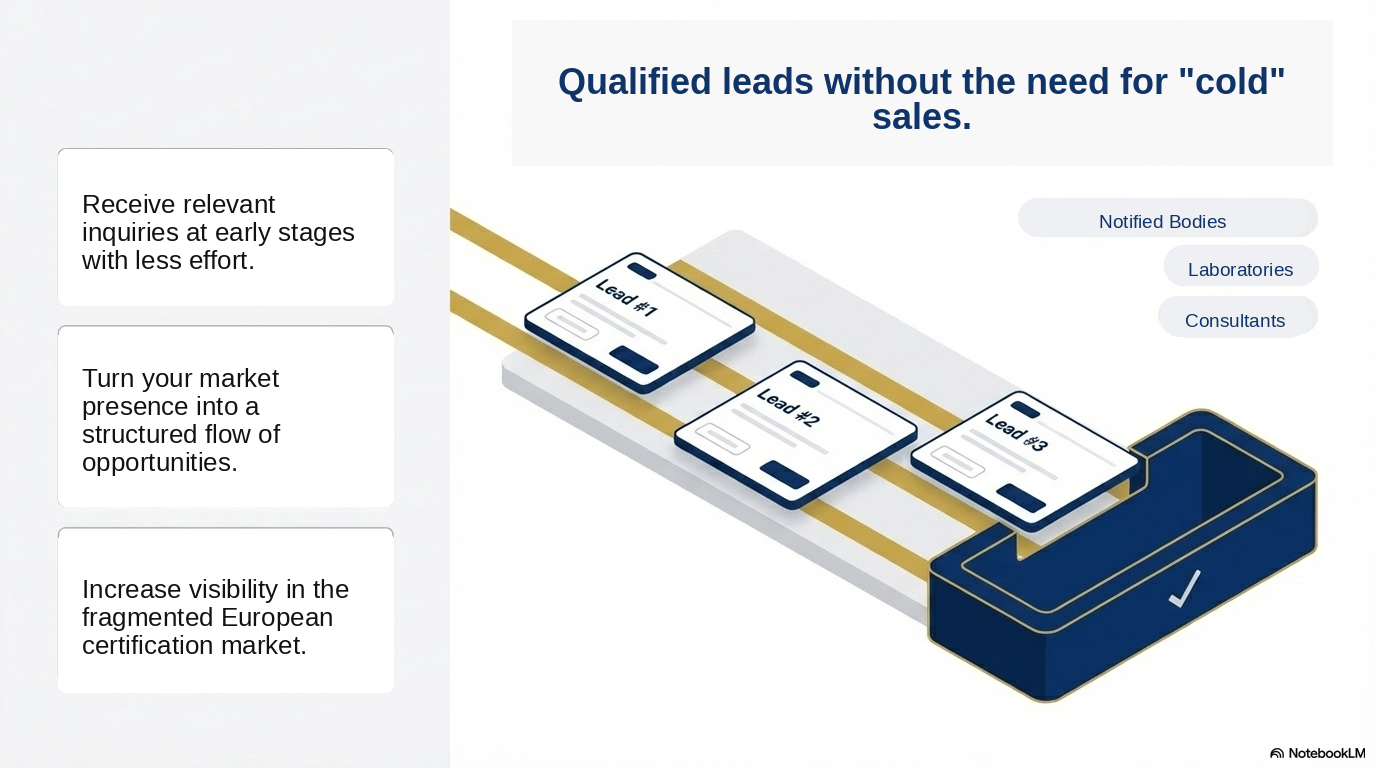 Qualified leads without the need for "cold"
sales.
Receive relevant
inquiries at early stages
with less effort.
Turn your market
presence into a
structured flow of
opportunities.
Increase visibility in the
fragmented European
certification market.
Notified Bodies
Laboratories
Consultants
Lead #1
Lead #2
Lead #3
NotebookLM